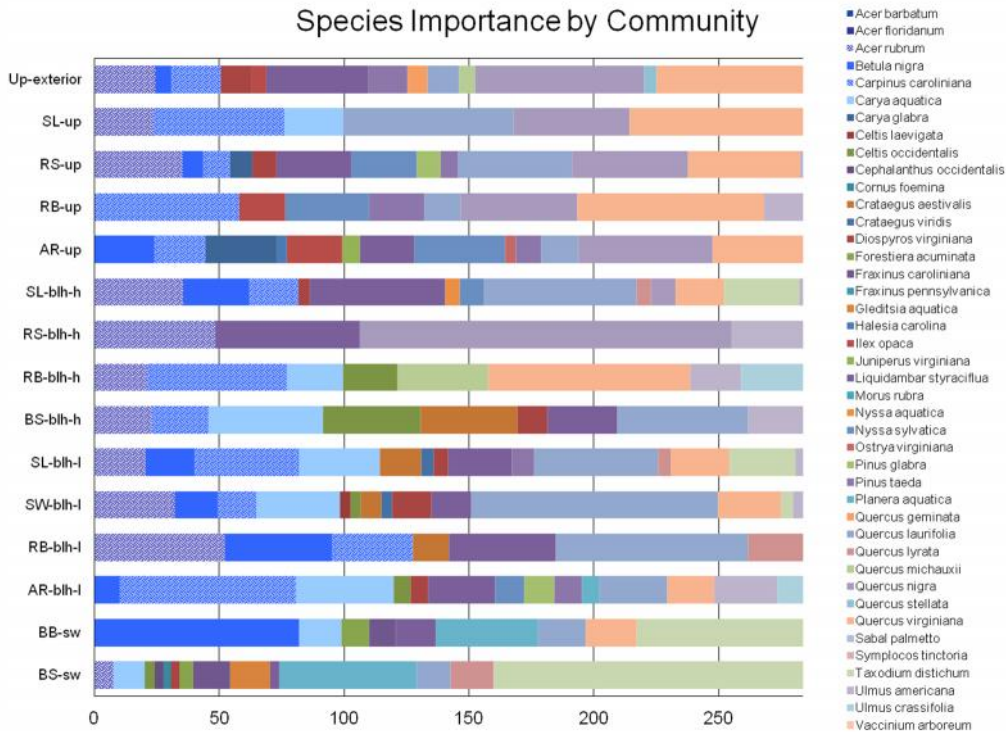 Species Importance by Community
Up-exterior
SL-up
RS-up
RB-up
AR-up
SL-blh-h
RS-blh-h
RB-blh-h
BS-blh-h
SL-blh-l
SW-blh-l
RB-blh-l
AR-blh-l
BB-sw
BS-sw
0 50 100 150 200 250
Acer barbatum
Acer floridanum
Acer rubrum
Betula nigra
Carpinus caroliniana
Carya aquatica
Carya glabra
Celtis laevigata
Celtis occidentalis
Cephalanthus occidentalis
Cornus foemina
Crataegus aestivalis
Crataegus viridis
Diospyros virginiana
Forestiera acuminata
Fraxinus caroliniana
Fraxinus pennsylvanica
Gleditsia aquatica
Halesia carolina
Ilex opaca
Juniperus virginiana
Liquidambar styraciflua
Morus rubra
Nyssa aquatica
Nyssa sylvatica
Ostrya virginiana
Pinus glabra
Pinus taeda
Planera aquatica
Quercus geminata
Quercus laurifolia
Quercus lyrata
Quercus michauxii
Quercus nigra
Quercus stellata
Quercus virginiana
Sabal palmetto
Symplocos tinctoria
Taxodium distichum
Ulmus americana
Ulmus crassifolia
Vaccinium arboreum